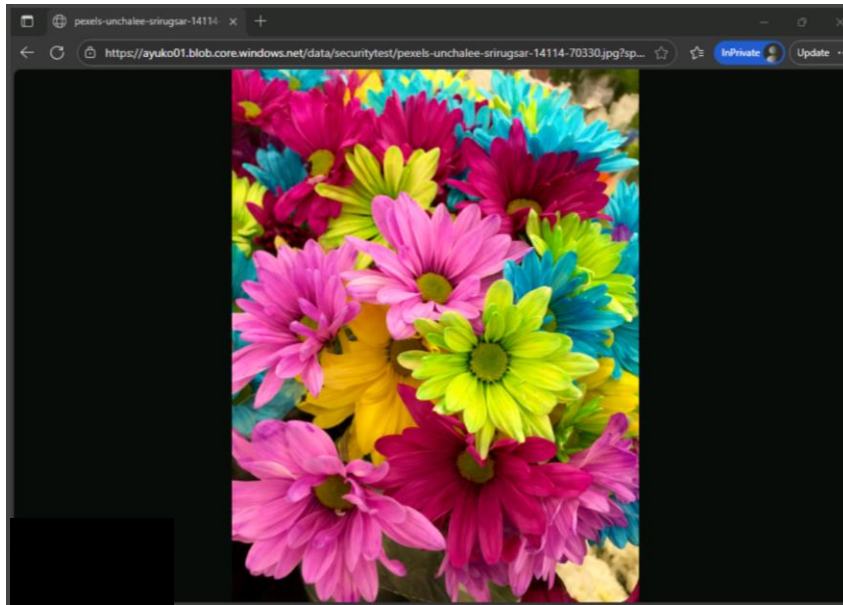 pexels-unchalee-srirugsar-14114-
https://ayuko01.blob.core.windows.net/data/securitytest/pexels-unchalee-srirugsar-14114-70330.jpg?sp...
InPrivate
Update